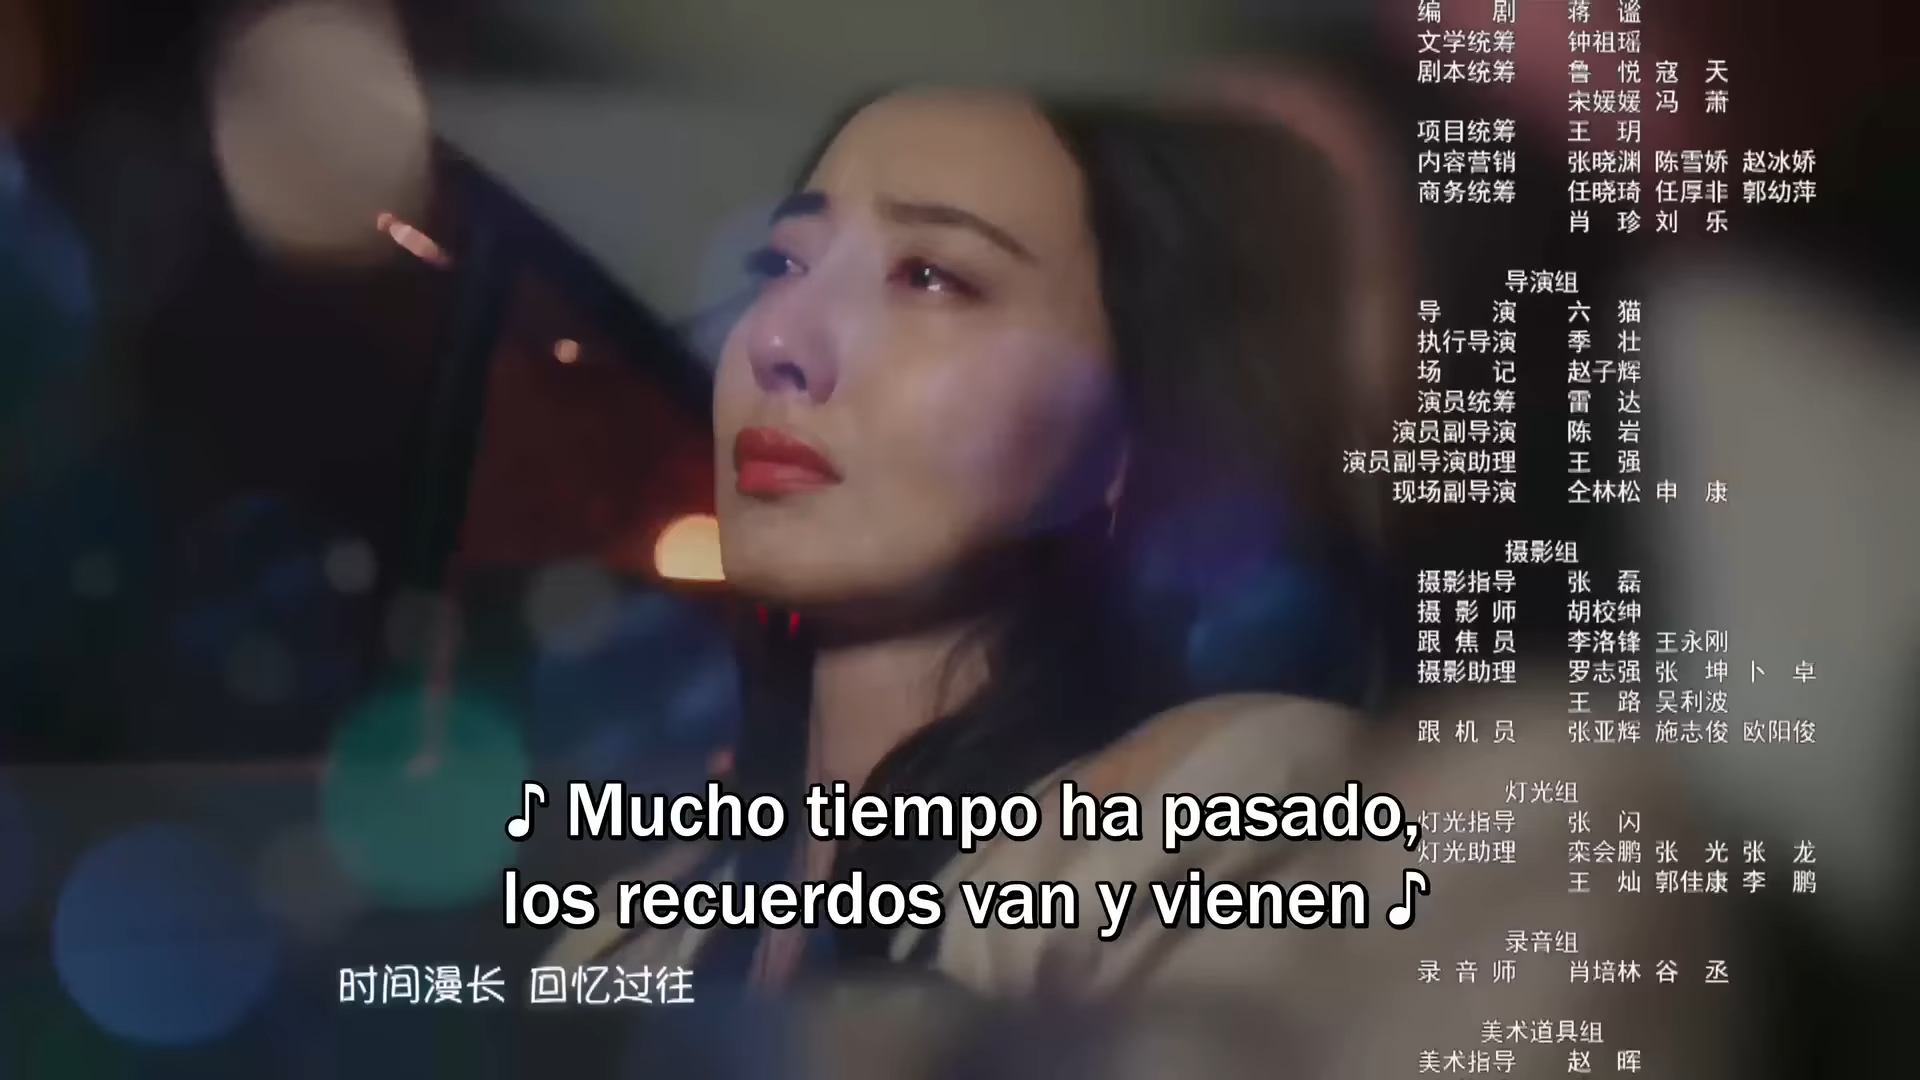 编 剧 蒋 谧
文学统筹 钟祖瑶
剧本统筹 鲁 悦 寇 天
宋媛媛 冯 萧
项目统筹 王 玥
内容营销 张晓渊 陈雪娇 赵冰娇
商务统筹 任晓琦 任厚非 郭幼萍
肖 珍 刘 乐
导演组
导 演 六 猫
执行导演 季 壮
场 记 赵子辉
演员统筹 雷 达
演员副导演 陈 岩
演员副导演助理 王 强
现场副导演 仝林松 申 康
摄影组
摄影指导 张 磊
摄 影 师 胡校绅
跟 焦 员 李洛锋 王永刚
摄影助理 罗志强 张 坤 卜 卓
王 路 吴利波
跟 机 员 张亚辉 施志俊 欧阳俊
灯光组
灯光指导 张 闪
灯光助理 栾会鹏 张 光 张 龙
王 灿 郭佳康 李 鹏
录音组
录 音 师 肖培林 谷 丞
美术道具组
美术指导 赵 晖
♪ Mucho tiempo ha pasado,
los recuerdos van y vienen ♪
时间漫长 回忆过往